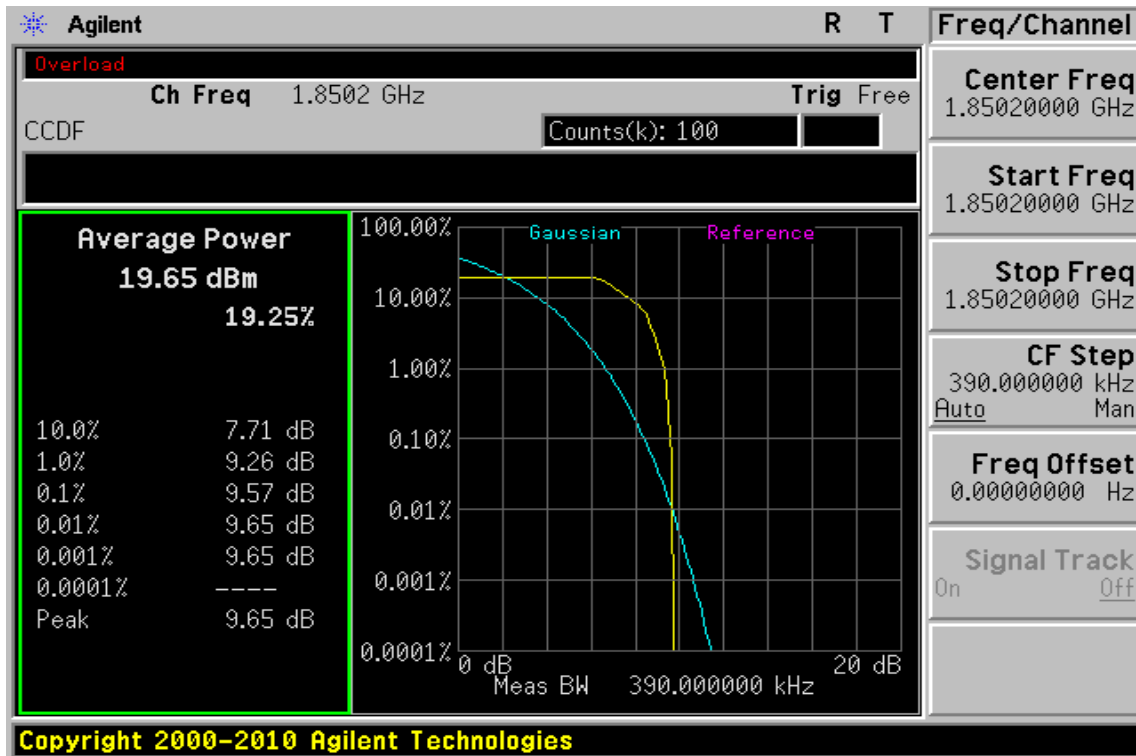 Agilent
R T
Freq/Channel
Overload
Ch Freq 1.8502 GHz
Trig Free
CCDF
Counts(k): 100
Average Power
19.65 dBm
19.25%
10.0% 7.71 dB
1.0% 9.26 dB
0.1% 9.57 dB
0.01% 9.65 dB
0.001% 9.65 dB
0.0001% ----
Peak 9.65 dB
100.00%
Gaussian
Reference
10.00%
1.00%
0.10%
0.01%
0.001%
0.0001%
0 dB
20 dB
Meas BW 390.000000 kHz
Center Freq
1.85020000 GHz
Start Freq
1.85020000 GHz
Stop Freq
1.85020000 GHz
CF Step
390.000000 kHz
Auto Man
Freq Offset
0.00000000 Hz
Signal Track
On Off
Copyright 2000-2010 Agilent Technologies